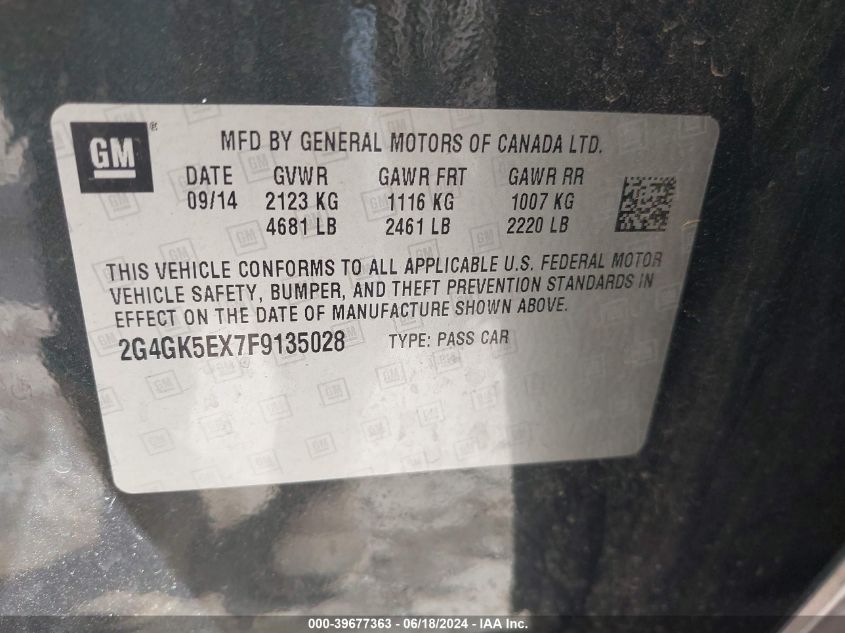 GM®
MFD BY GENERAL MOTORS OF CANADA LTD.
DATE GVWR GAWR FRT GAWR RR
09/14 2123 KG 1116 KG 1007 KG
4681 LB 2461 LB 2220 LB
THIS VEHICLE CONFORMS TO ALL APPLICABLE U.S. FEDERAL MOTOR
VEHICLE SAFETY, BUMPER, AND THEFT PREVENTION STANDARDS IN
EFFECT ON THE DATE OF MANUFACTURE SHOWN ABOVE.
2G4GK5EX7F9135028 TYPE: PASS CAR
000-39677363 - 06/18/2024 - IAA Inc.